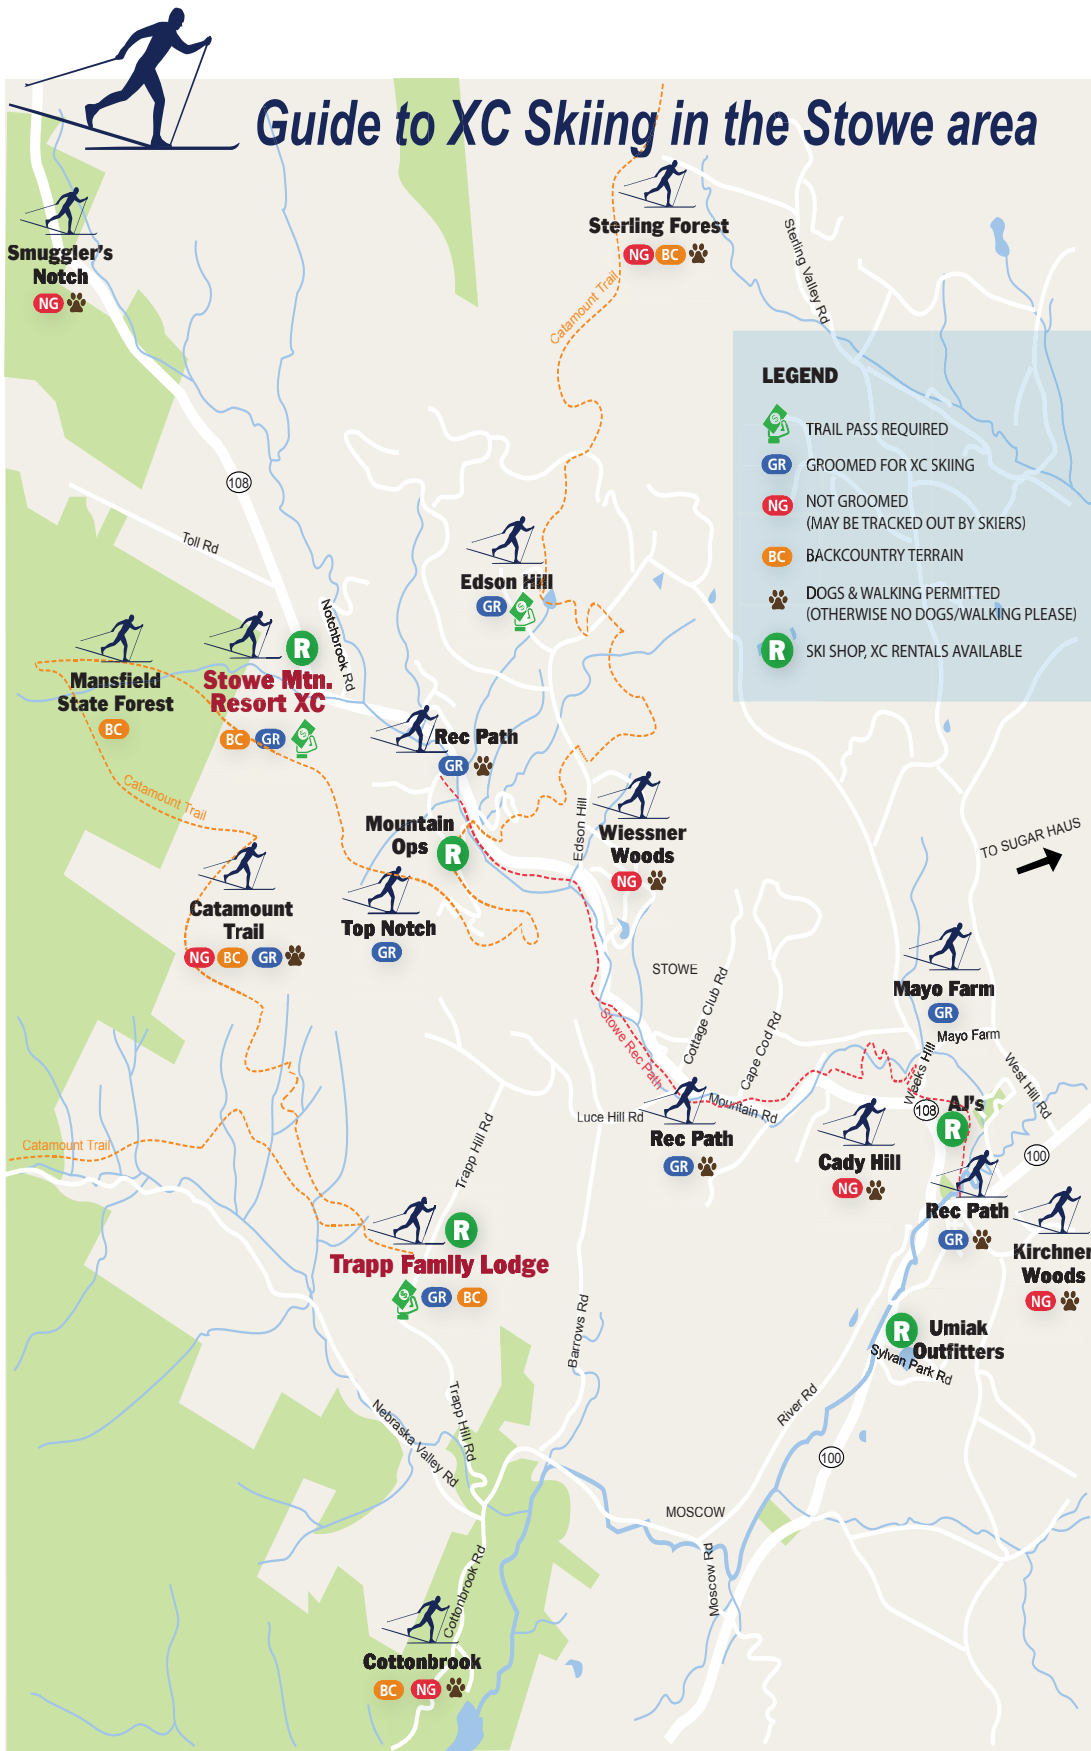 Guide to XC Skiing in the Stowe area
Smuggler's
Notch
NG
Sterling Forest
NG BC
Sterling Valley Rd
Catamount Trail
LEGEND
$ TRAIL PASS REQUIRED
GR GROOMED FOR XC SKIING
NG NOT GROOMED
(MAY BE TRACKED OUT BY SKIERS)
BC BACKCOUNTRY TERRAIN
DOGS & WALKING PERMITTED
(OTHERWISE NO DOGS/WALKING PLEASE)
R SKI SHOP, XC RENTALS AVAILABLE
108
Toll Rd
Notchbrook Rd
Edson Hill
GR $
Mansfield
State Forest
BC
R
Stowe Mtn.
Resort XC
BC GR $
Rec Path
GR
Catamount Trail
Mountain
Ops
R
Edson Hill
Wiessner
Woods
NG
TO SUGAR HAUS
Catamount
Trail
NG BC GR
Top Notch
GR
STOWE
Mayo Farm
GR
Mayo Farm
Cottage Club Rd
Cape Cod Rd
Stowe Rec Path
Weeks Hill
West Hill Rd
108
AJ's
R
Mountain Rd
Luce Hill Rd
Rec Path
GR
Cady Hill
NG
100
Catamount Trail
Trapp Hill Rd
Rec Path
GR
Kirchner
Woods
NG
R
Trapp Family Lodge
$ GR BC
R
Umiak
Outfitters
Sylvan Park Rd
Barrows Rd
Trapp Hill Rd
Nebraska Valley Rd
River Rd
100
MOSCOW
Moscow Rd
Cottonbrook Rd
Cottonbrook
BC NG